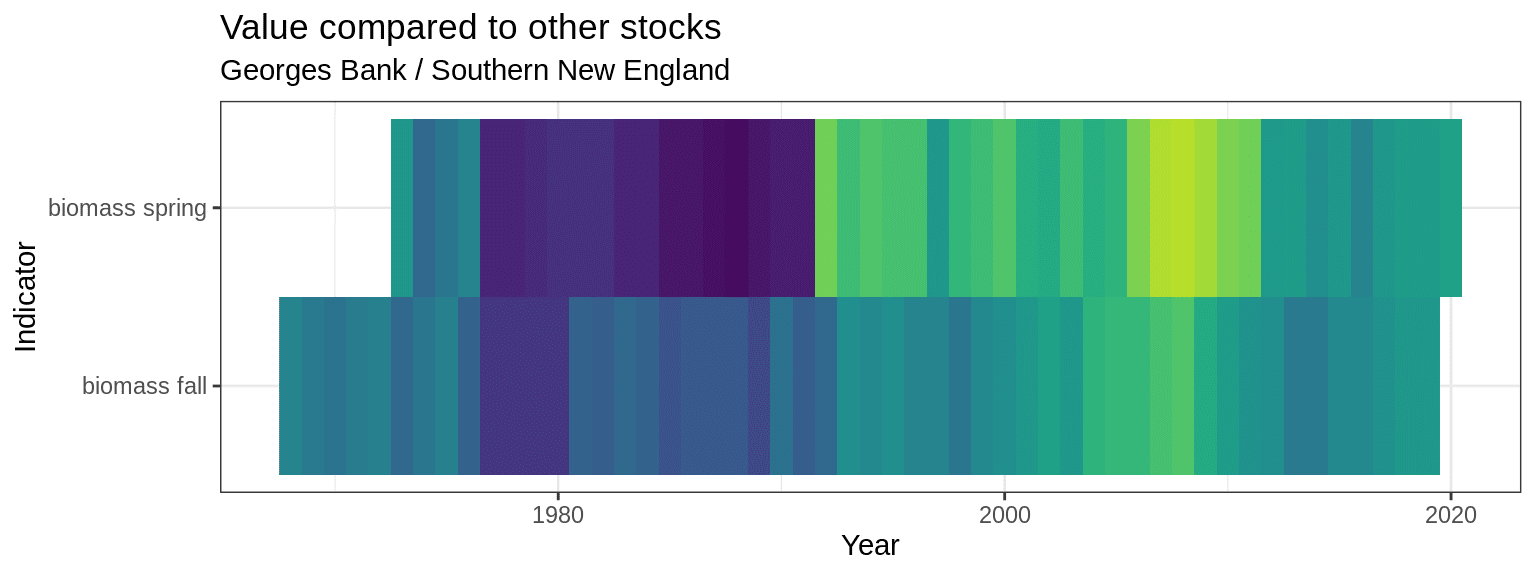 Value compared to other stocks
Georges Bank / Southern New England
Indicator
biomass spring
biomass fall
1980
2000
2020
Year